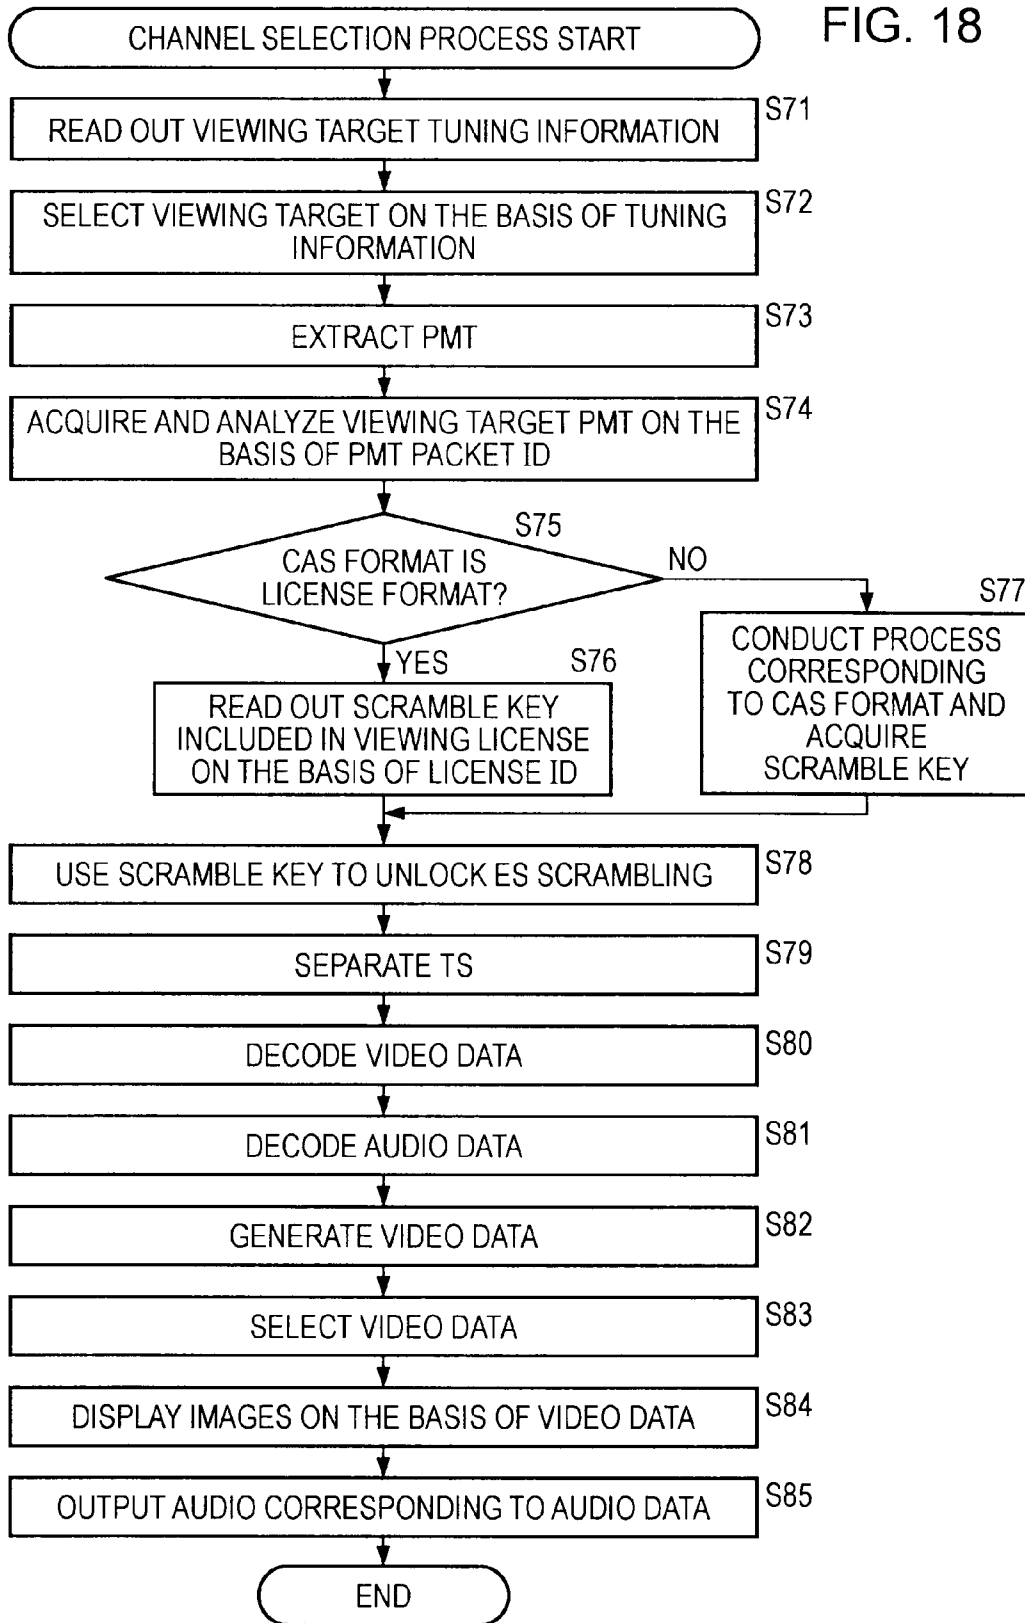 FIG. 18
CHANNEL SELECTION PROCESS START
S71
READ OUT VIEWING TARGET TUNING INFORMATION
S72
SELECT VIEWING TARGET ON THE BASIS OF TUNING
INFORMATION
S73
EXTRACT PMT
S74
ACQUIRE AND ANALYZE VIEWING TARGET PMT ON THE
BASIS OF PMT PACKET ID
S75
CAS FORMAT IS
LICENSE FORMAT?
NO
YES
S76
READ OUT SCRAMBLE KEY
INCLUDED IN VIEWING LICENSE
ON THE BASIS OF LICENSE ID
S77
CONDUCT PROCESS
CORRESPONDING
TO CAS FORMAT AND
ACQUIRE
SCRAMBLE KEY
S78
USE SCRAMBLE KEY TO UNLOCK ES SCRAMBLING
S79
SEPARATE TS
S80
DECODE VIDEO DATA
S81
DECODE AUDIO DATA
S82
GENERATE VIDEO DATA
S83
SELECT VIDEO DATA
S84
DISPLAY IMAGES ON THE BASIS OF VIDEO DATA
S85
OUTPUT AUDIO CORRESPONDING TO AUDIO DATA
END